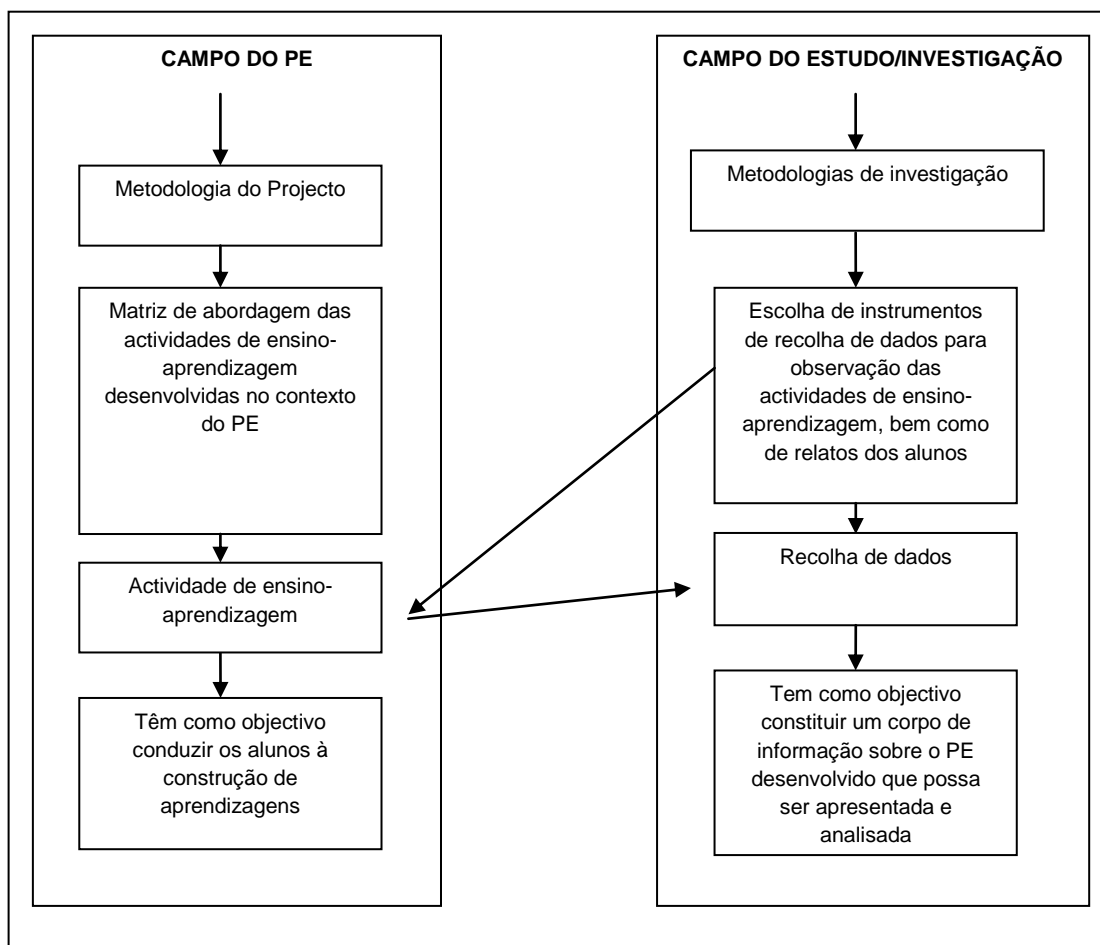 CAMPO DO PE
Metodologia do Projecto
Matriz de abordagem das
actividades de ensino-
aprendizagem
desenvolvidas no contexto
do PE
Actividade de ensino-
aprendizagem
Têm como objectivo
conduzir os alunos à
construção de
aprendizagens
CAMPO DO ESTUDO/INVESTIGAÇÃO
Metodologias de investigação
Escolha de instrumentos
de recolha de dados para
observação das
actividades de ensino-
aprendizagem, bem como
de relatos dos alunos
Recolha de dados
Tem como objectivo
constituir um corpo de
informação sobre o PE
desenvolvido que possa
ser apresentada e
analisada